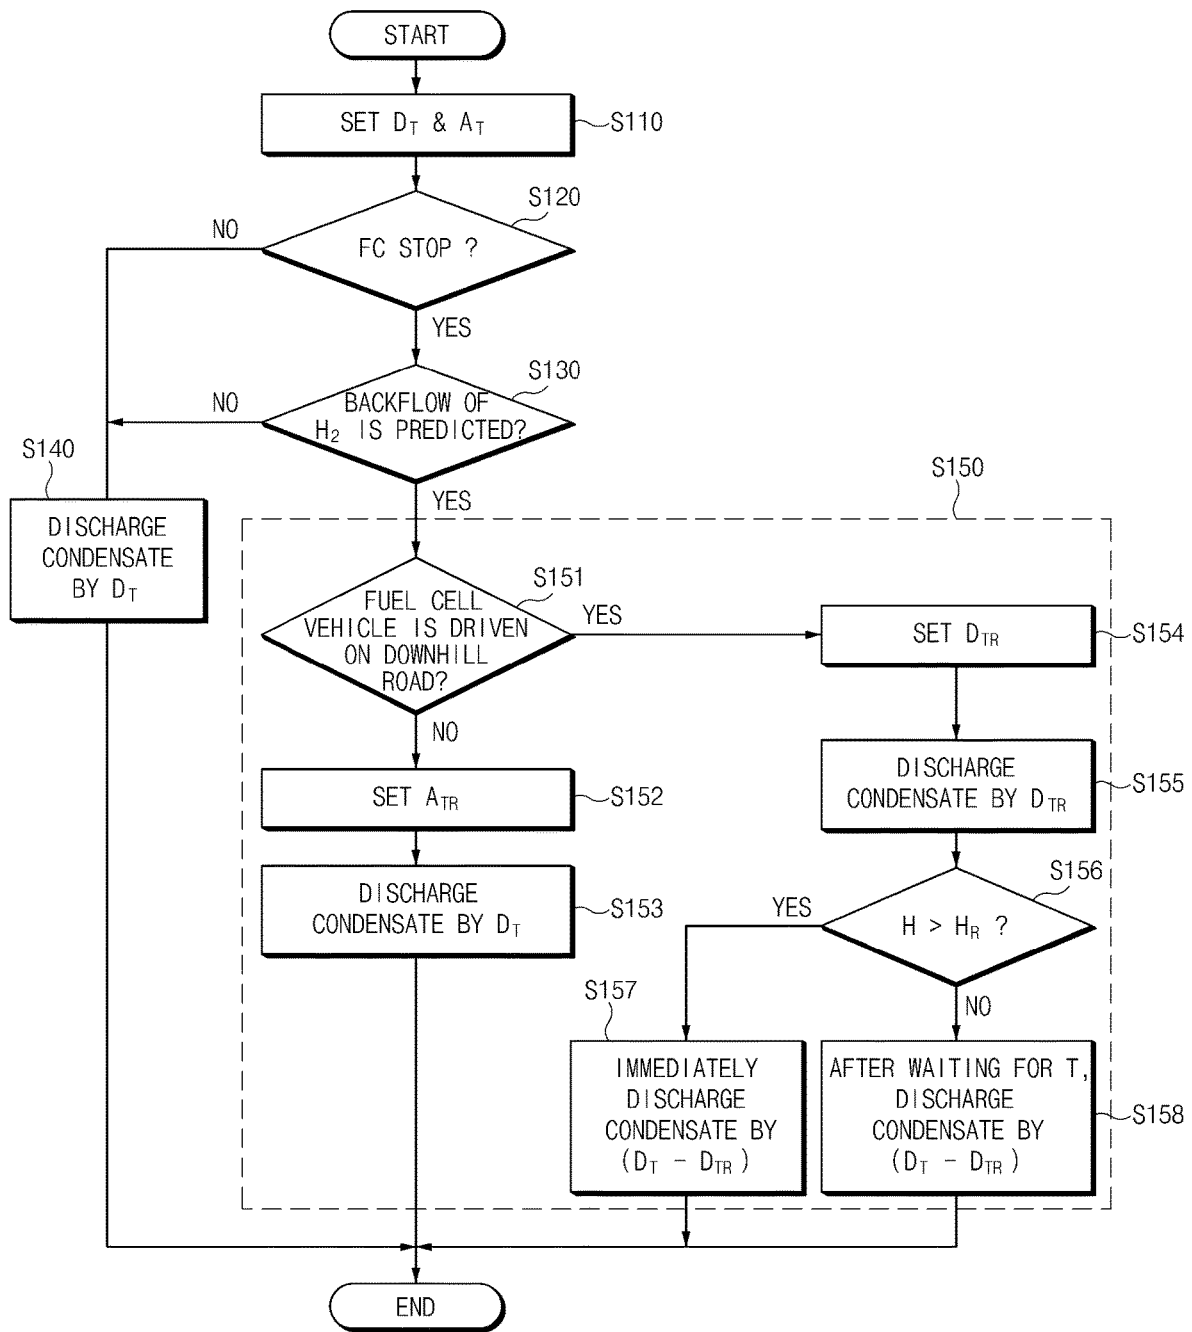 START
SET D_T & A_T
S110
S120
NO
FC STOP ?
YES
S130
NO
BACKFLOW OF
H₂ IS PREDICTED?
S140
YES
S150
DISCHARGE
CONDENSATE
BY D_T
S151
FUEL CELL
VEHICLE IS DRIVEN
ON DOWNHILL
ROAD?
YES
SET D_TR
S154
NO
DISCHARGE
CONDENSATE BY D_TR
S155
SET A_TR
S152
DISCHARGE
CONDENSATE BY D_T
S153
S156
YES
H > H_R ?
S157
NO
IMMEDIATELY
DISCHARGE
CONDENSATE BY
(D_T - D_TR)
AFTER WAITING FOR T,
DISCHARGE
CONDENSATE BY
(D_T - D_TR)
S158
END